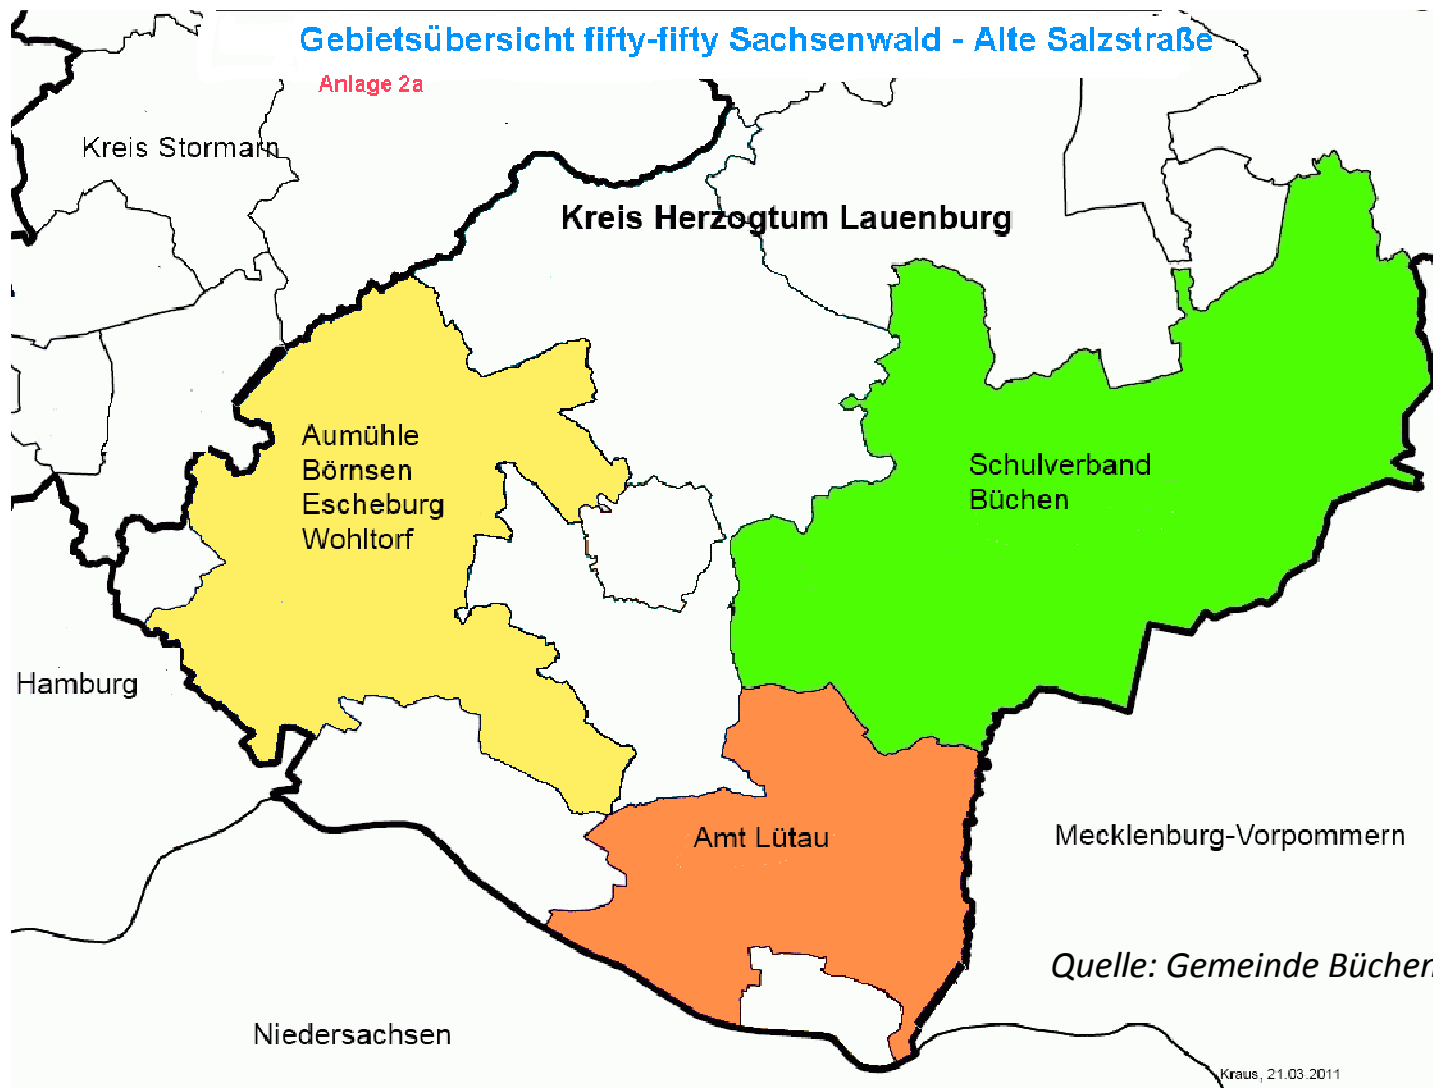 Gebietsübersicht fifty-fifty Sachsenwald - Alte Salzstraße
Anlage 2a
Kreis Stormarn
Kreis Herzogtum Lauenburg
Aumühle
Börnsen
Escheburg
Wohltorf
Schulverband
Büchen
Hamburg
Amt Lütau
Mecklenburg-Vorpommern
Quelle: Gemeinde Büchen
Niedersachsen
Kraus, 21.03.2011